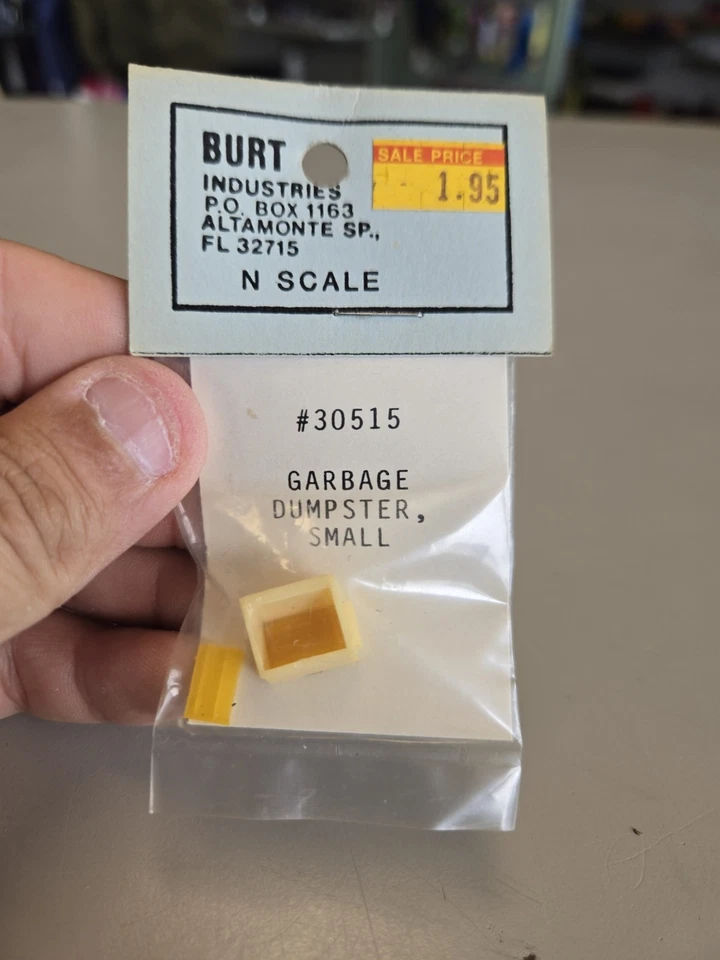 BURT
INDUSTRIES
P.O. BOX 1163
ALTAMONTE SP.,
FL 32715
N SCALE
SALE PRICE
1.95
#30515
GARBAGE
DUMPSTER,
SMALL